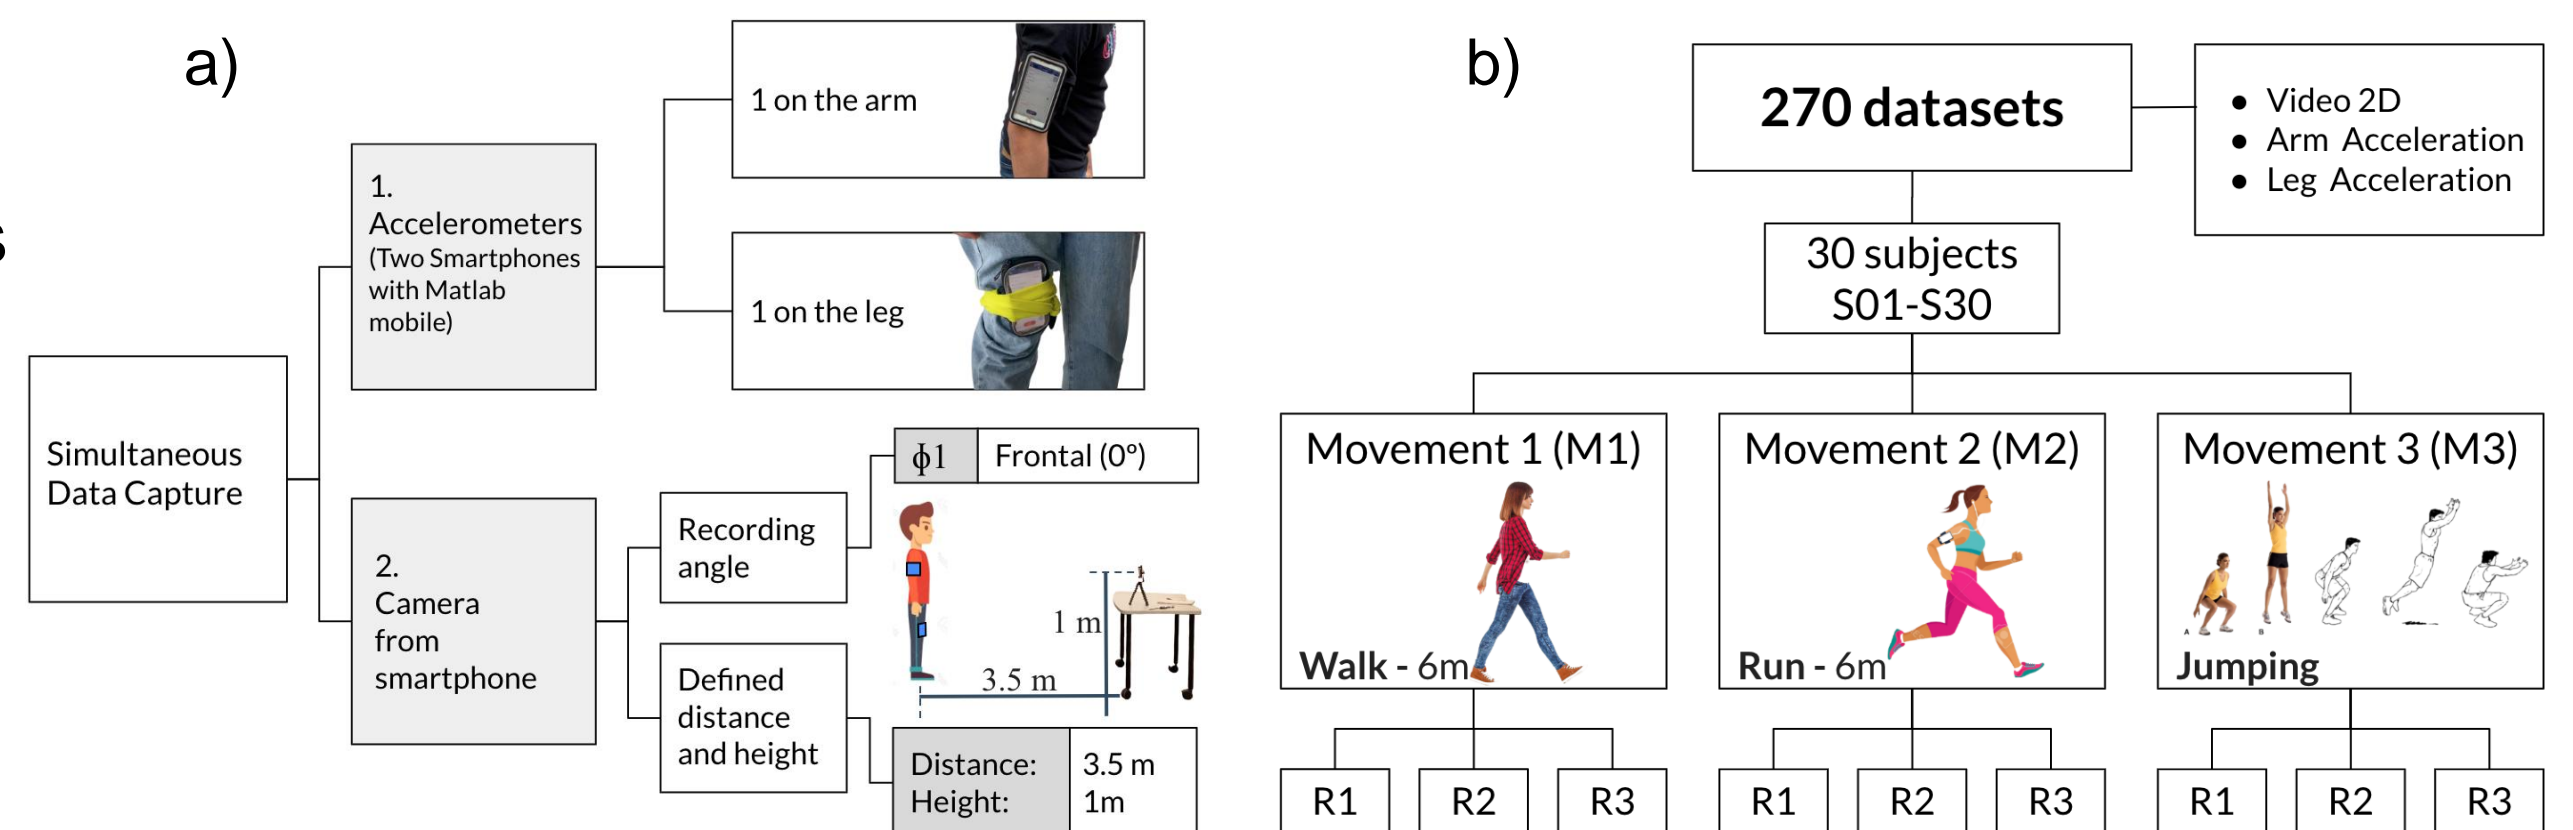 a)
s
1 on the arm
1.
Accelerometers
(Two Smartphones
with Matlab
mobile)
1 on the leg
Simultaneous
Data Capture
2.
Camera
from
smartphone
Recording
angle
ϕ1 Frontal (0º)
1 m
3.5 m
Defined
distance
and height
Distance: 3.5 m
Height: 1m
b)
270 datasets
● Video 2D
● Arm Acceleration
● Leg Acceleration
30 subjects
S01-S30
Movement 1 (M1)
Walk - 6m
R1 R2 R3
Movement 2 (M2)
Run - 6m
R1 R2 R3
Movement 3 (M3)
A B
Jumping
R1 R2 R3